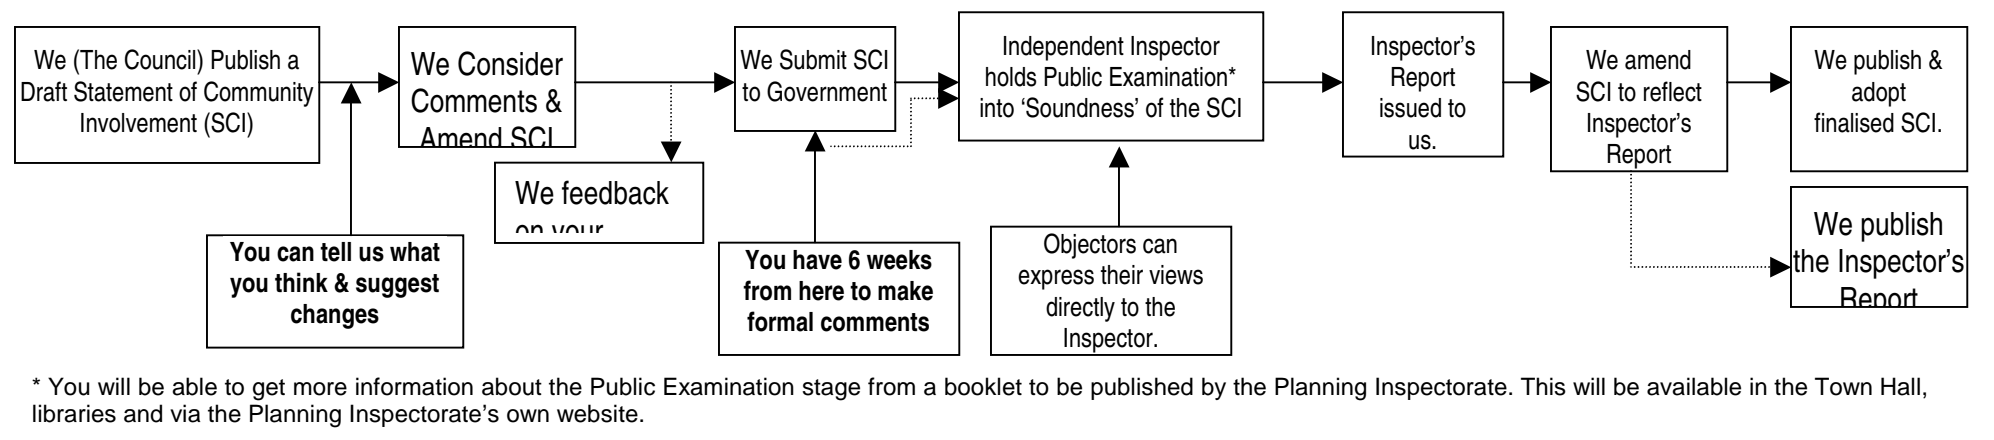 We (The Council) Publish a
Draft Statement of Community
Involvement (SCI)
We Consider
Comments &
Amend SCI
We Submit SCI
to Government
Independent Inspector
holds Public Examination*
into ‘Soundness’ of the SCI
Inspector’s
Report
issued to
us.
We amend
SCI to reflect
Inspector’s
Report
We publish &
adopt
finalised SCI.
We feedback
on your
We publish
the Inspector’s
Report
You can tell us what
you think & suggest
changes
You have 6 weeks
from here to make
formal comments
Objectors can
express their views
directly to the
Inspector.
* You will be able to get more information about the Public Examination stage from a booklet to be published by the Planning Inspectorate. This will be available in the Town Hall,
libraries and via the Planning Inspectorate’s own website.